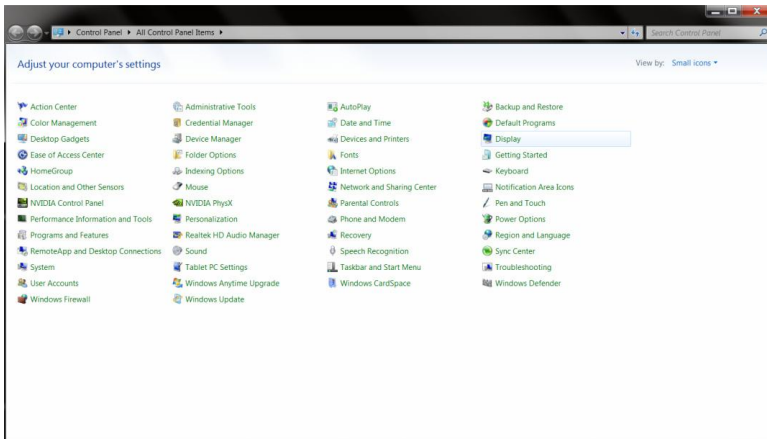 Control Panel ▸ All Control Panel Items ▸ Search Control Panel
Adjust your computer's settings View by: Small icons
Action Center Administrative Tools AutoPlay Backup and Restore
Color Management Credential Manager Date and Time Default Programs
Desktop Gadgets Device Manager Devices and Printers Display
Ease of Access Center Folder Options Fonts Getting Started
HomeGroup Indexing Options Internet Options Keyboard
Location and Other Sensors Mouse Network and Sharing Center Notification Area Icons
NVIDIA Control Panel NVIDIA PhysX Parental Controls Pen and Touch
Performance Information and Tools Personalization Phone and Modem Power Options
Programs and Features Realtek HD Audio Manager Recovery Region and Language
RemoteApp and Desktop Connections Sound Speech Recognition Sync Center
System Tablet PC Settings Taskbar and Start Menu Troubleshooting
User Accounts Windows Anytime Upgrade Windows CardSpace Windows Defender
Windows Firewall Windows Update